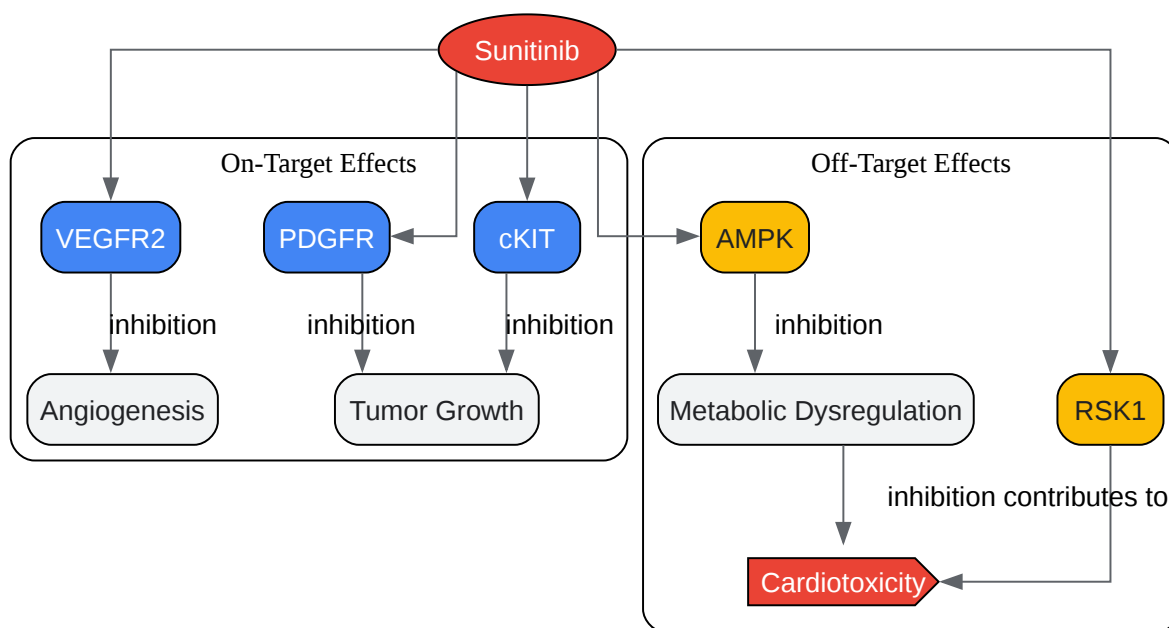 Sunitinib
On-Target Effects
Off-Target Effects
VEGFR2
PDGFR
cKIT
AMPK
inhibition
inhibition
inhibition
inhibition
Angiogenesis
Tumor Growth
Metabolic Dysregulation
RSK1
inhibition contributes to
Cardiotoxicity